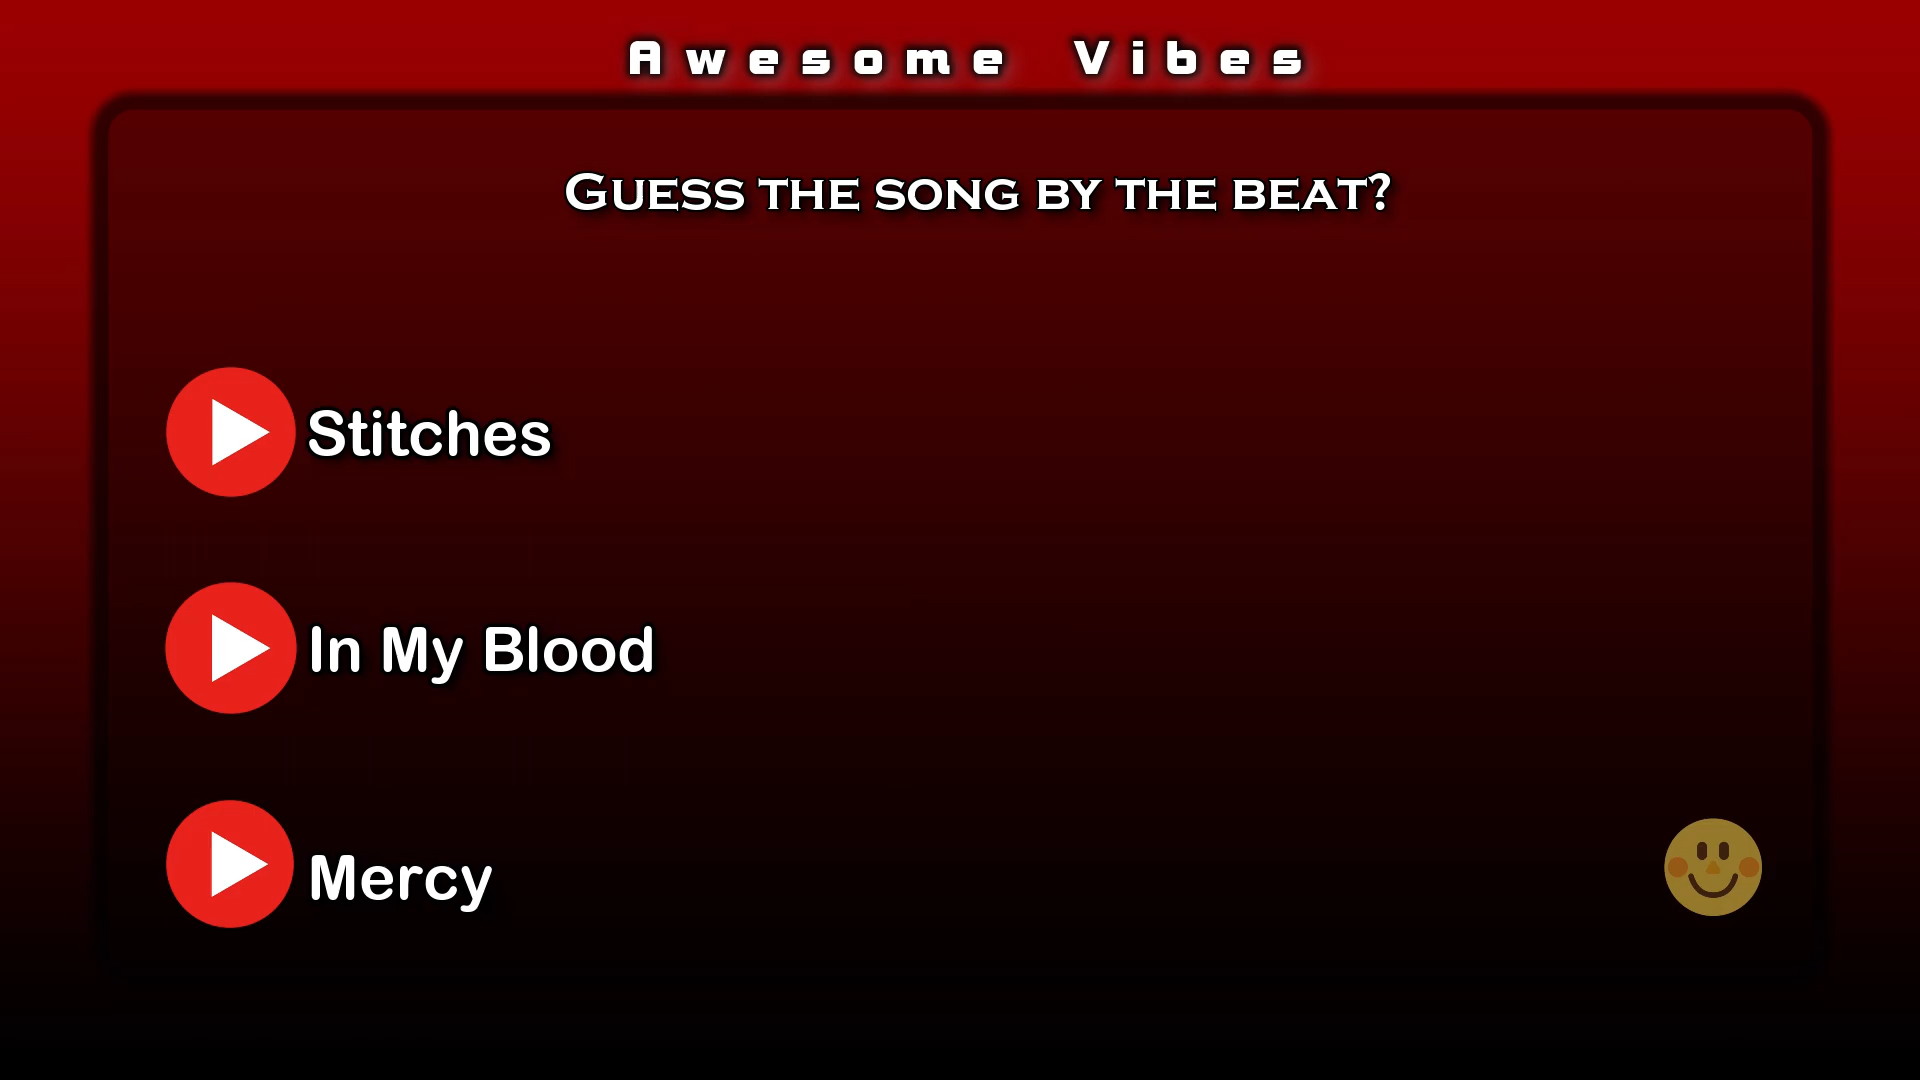 Awesome Vibes
GUESS THE SONG BY THE BEAT?
Stitches
In My Blood
Mercy